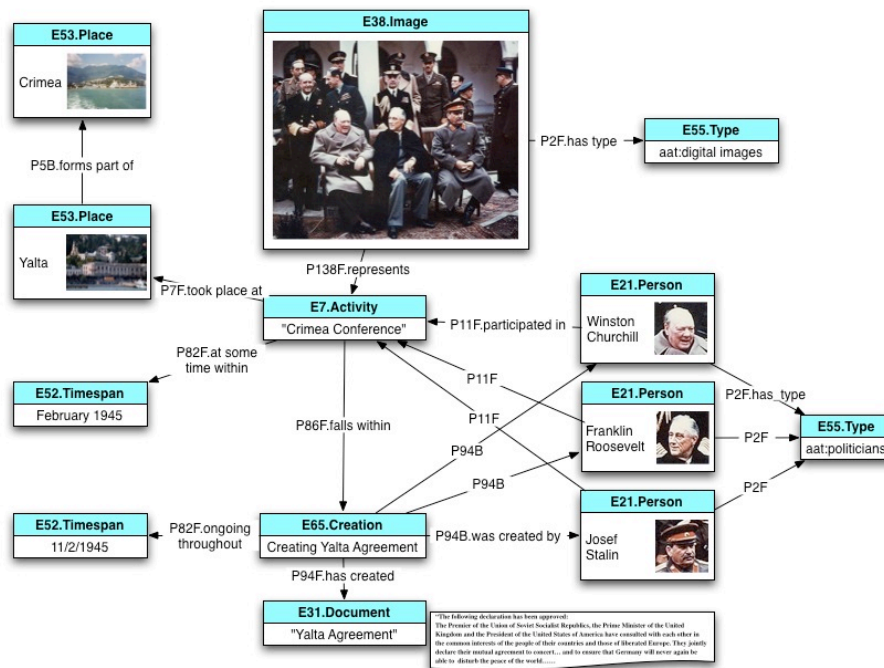 E38.Image
E53.Place
Crimea
P2F.has type
E55.Type
aat:digital images
P5B.forms part of
E53.Place
Yalta
P138F.represents
P7F.took place at
E7.Activity
"Crimea Conference"
P11F.participated in
E21.Person
Winston
Churchill
P82F.at some
time within
P11F
P2F.has_type
E52.Timespan
February 1945
E21.Person
Franklin
Roosevelt
P11F
P86F.falls within
P2F
E55.Type
aat:politicians
P94B
P94B
P2F
E21.Person
Josef
Stalin
E52.Timespan
11/2/1945
P82F.ongoing
throughout
E65.Creation
Creating Yalta Agreement
P94B.was created by
P94F.has created
E31.Document
"Yalta Agreement"
"The following declaration has been approved:
The Premier of the Union of Soviet Socialist Republics, the Prime Minister of the United
Kingdom and the President of the United States of America have consulted with each other in
the common interests of the people of their countries and those of liberated Europe. They jointly
declare their mutual agreement to concert... and to ensure that Germany will never again be
able to disturb the peace of the world......